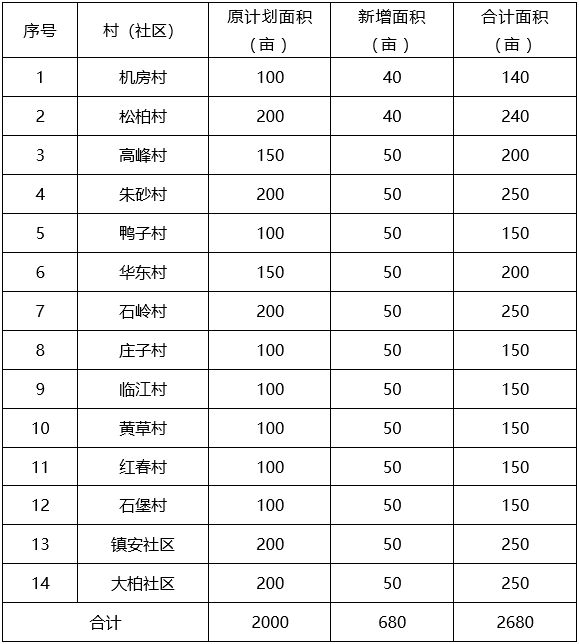 序号 村（社区） 原计划面积（亩 ） 新增面积（亩 ） 合计面积（亩 ）
1 机房村 100 40 140
2 松柏村 200 40 240
3 高峰村 150 50 200
4 朱砂村 200 50 250
5 鸭子村 100 50 150
6 华东村 150 50 200
7 石岭村 200 50 250
8 庄子村 100 50 150
9 临江村 100 50 150
10 黄草村 100 50 150
11 红春村 100 50 150
12 石堡村 100 50 150
13 镇安社区 200 50 250
14 大柏社区 200 50 250
合计 2000 680 2680